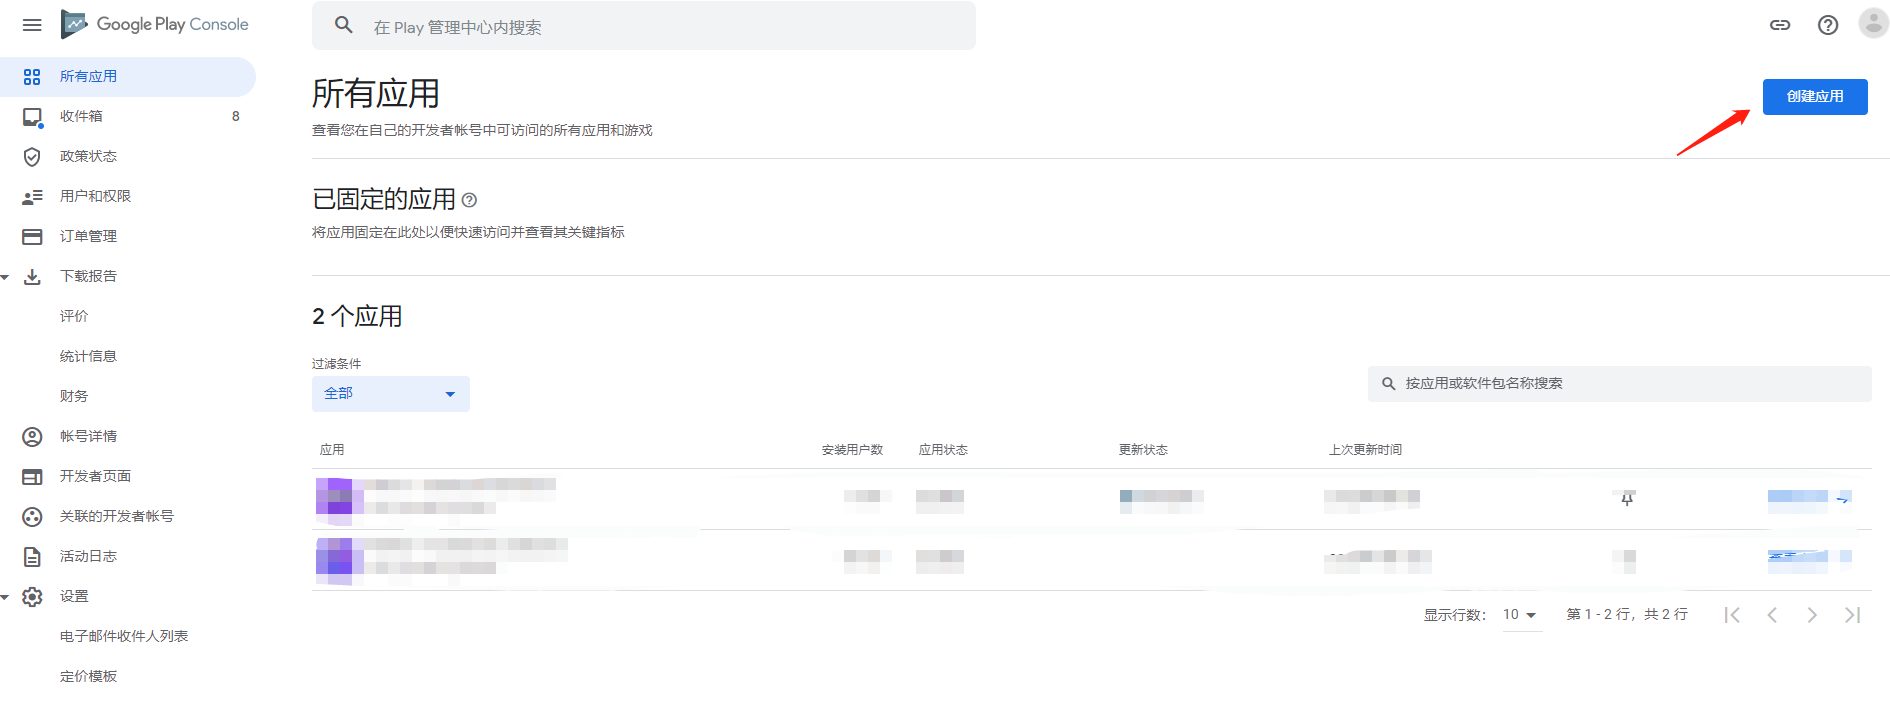 Google Play Console
在 Play 管理中心内搜索
所有应用
收件箱 8
政策状态
用户和权限
订单管理
下载报告
评价
统计信息
财务
帐号详情
开发者页面
关联的开发者帐号
活动日志
设置
电子邮件收件人列表
定价模板
所有应用
创建应用
查看您在自己的开发者帐号中可访问的所有应用和游戏
已固定的应用
将应用固定在此处以便快速访问并查看其关键指标
2 个应用
过滤条件
全部
按应用或软件包名称搜索
应用 安装用户数 应用状态 更新状态 上次更新时间
显示行数： 10 第 1 - 2 行，共 2 行